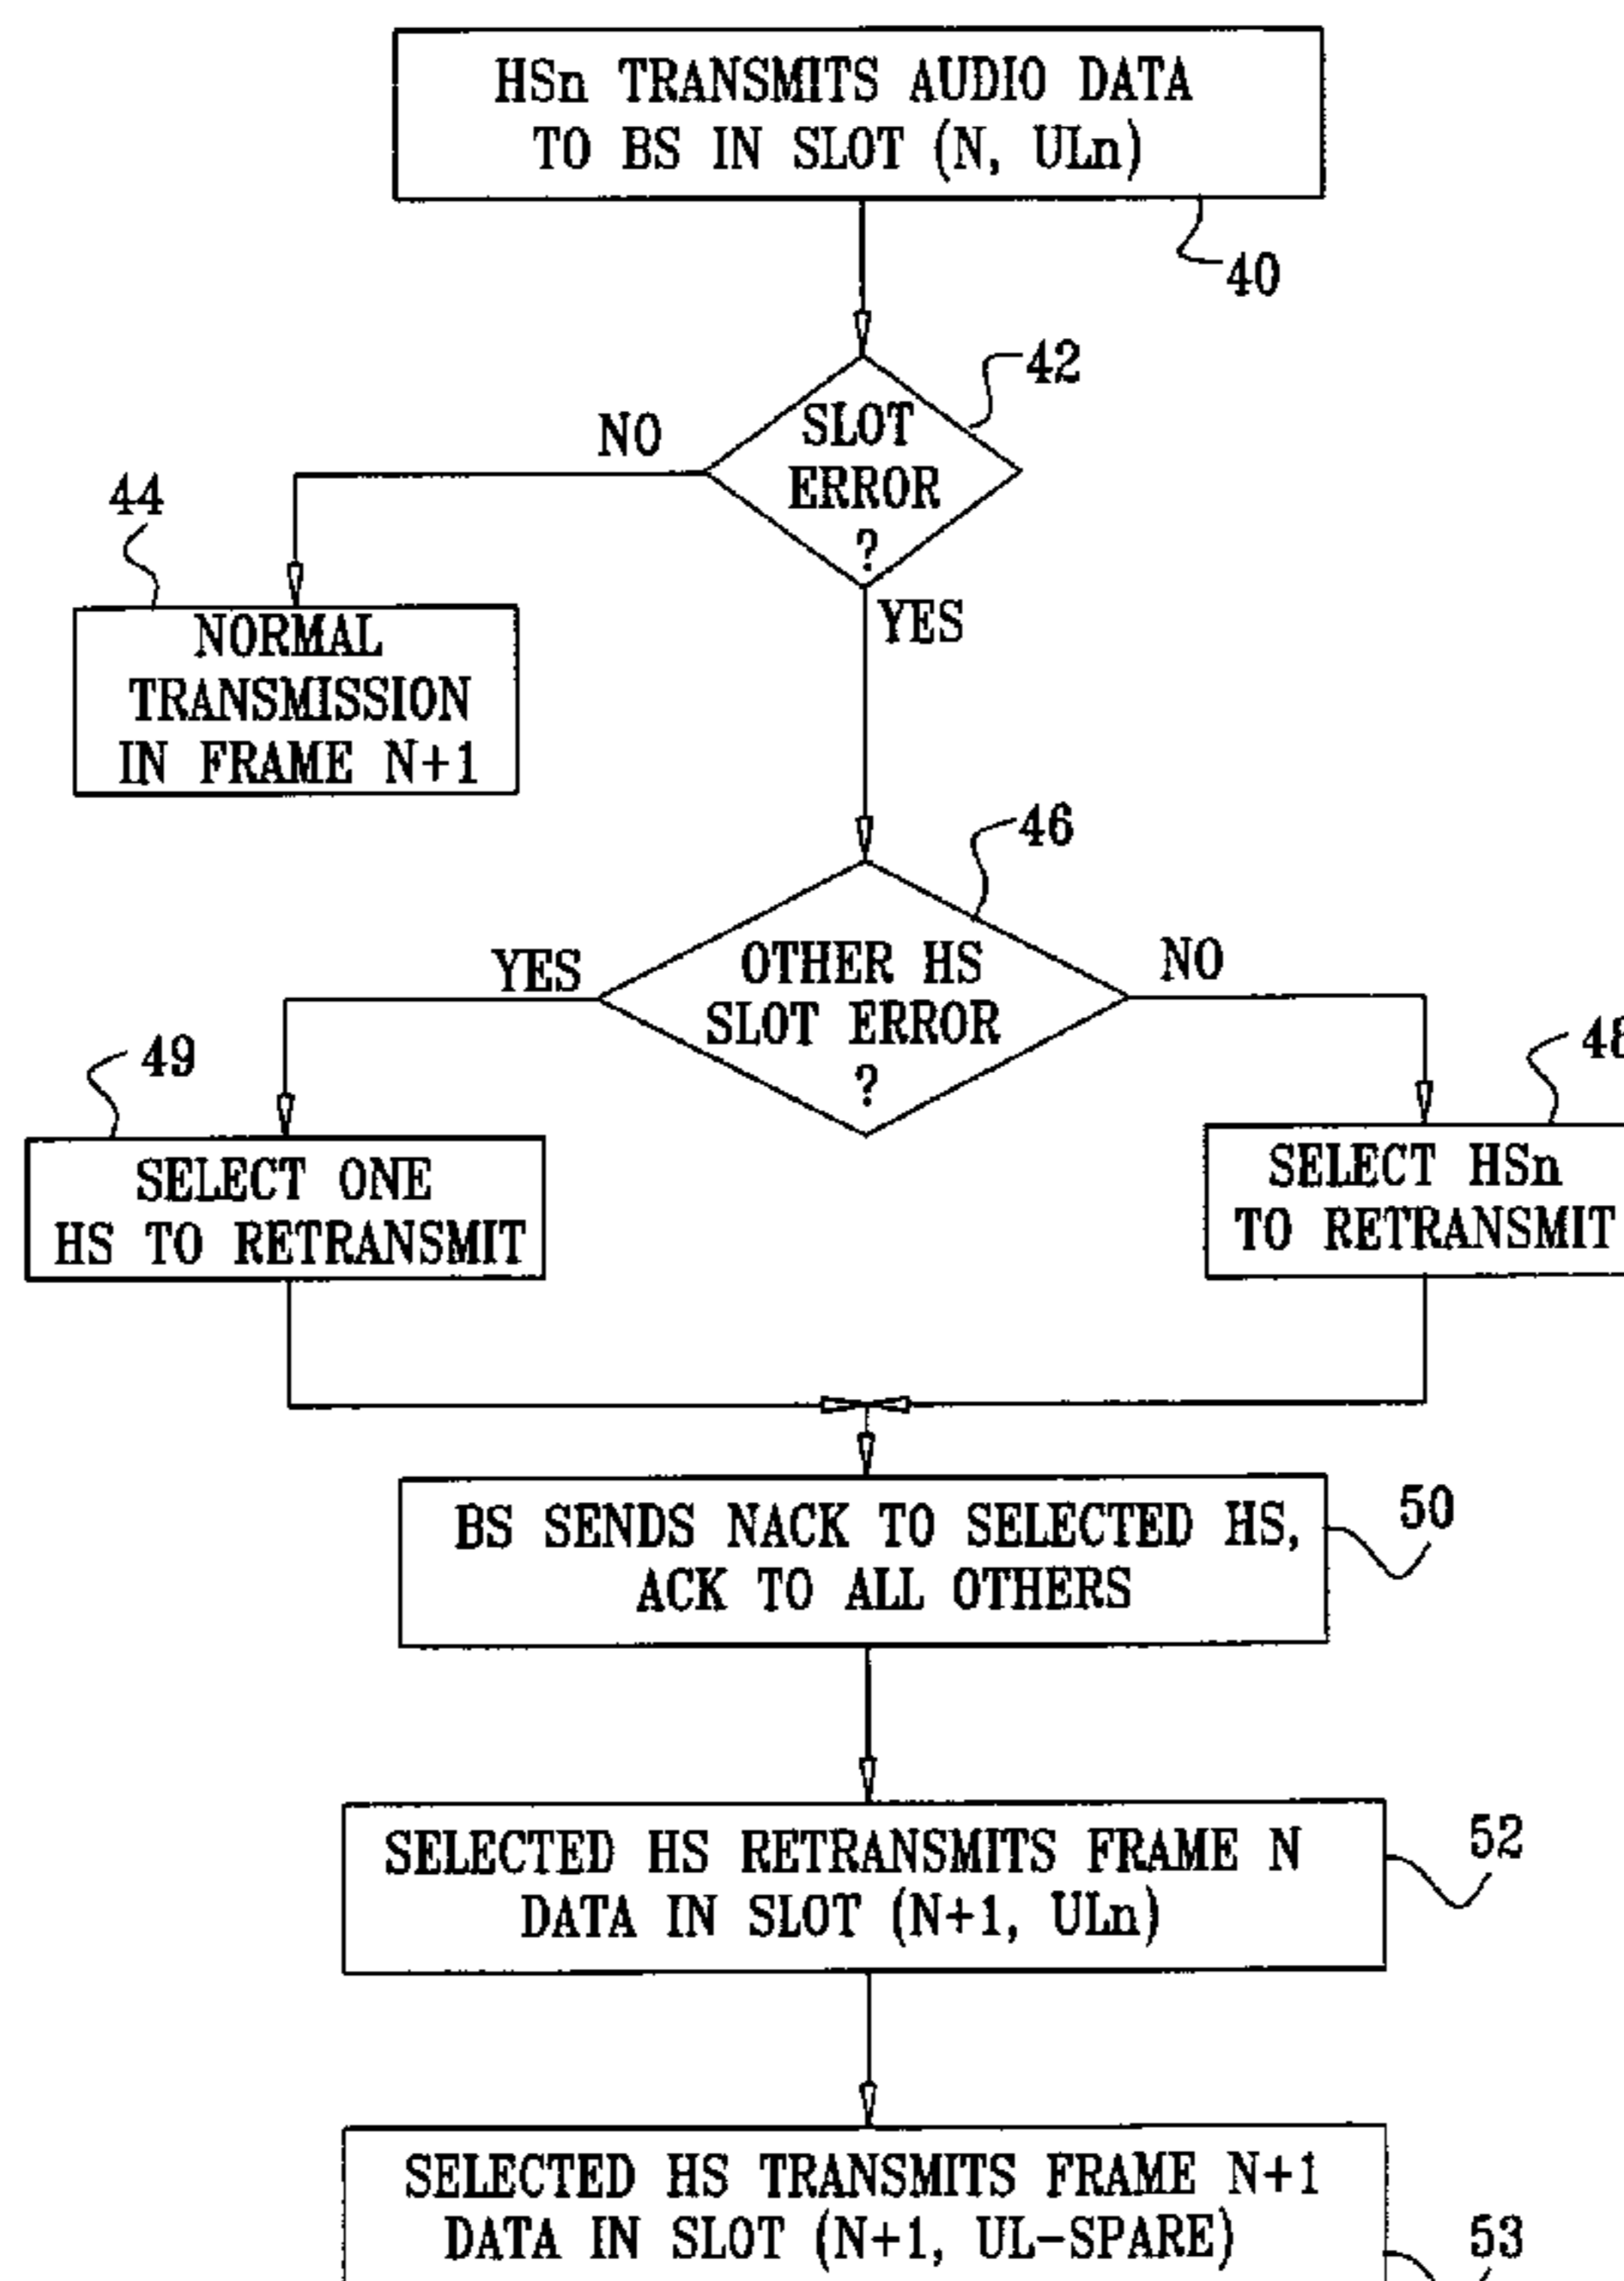 HSn TRANSMITS AUDIO DATA
TO BS IN SLOT (N, ULn)
40
42
SLOT
ERROR
?
NO
YES
44
NORMAL
TRANSMISSION
IN FRAME N+1
46
OTHER HS
SLOT ERROR
?
YES
NO
49
SELECT ONE
HS TO RETRANSMIT
48
SELECT HSn
TO RETRANSMIT
BS SENDS NACK TO SELECTED HS,
ACK TO ALL OTHERS
50
SELECTED HS RETRANSMITS FRAME N
DATA IN SLOT (N+1, ULn)
52
SELECTED HS TRANSMITS FRAME N+1
DATA IN SLOT (N+1, UL-SPARE)
53